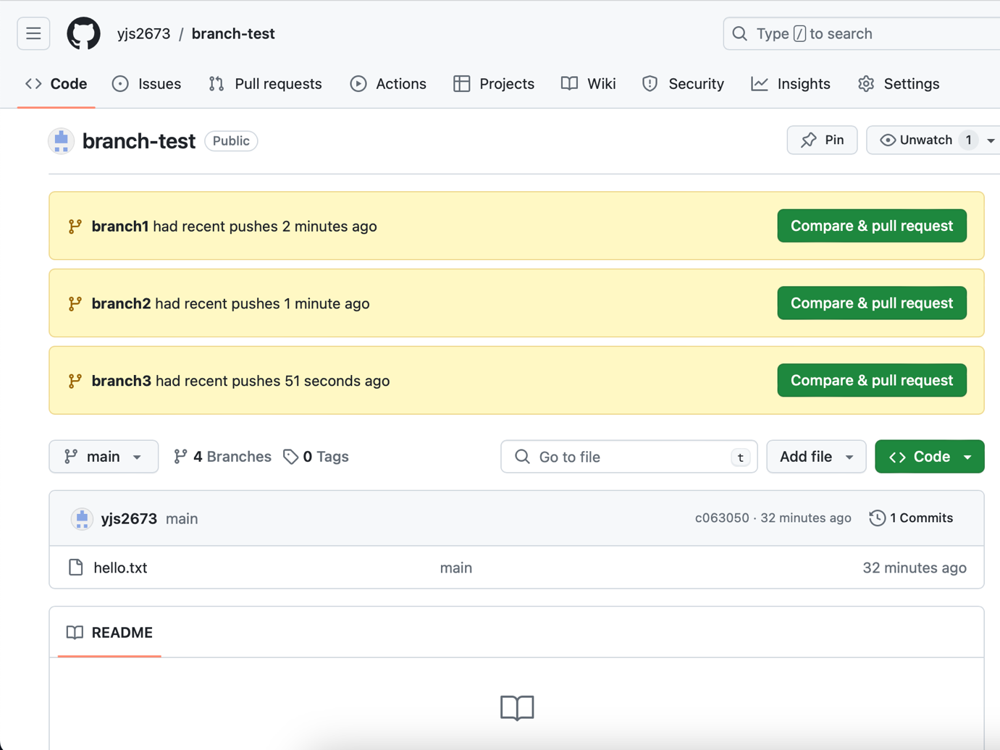 yjs2673 / branch-test
Type / to search
Code Issues Pull requests Actions Projects Wiki Security Insights Settings
branch-test Public Pin Unwatch 1
branch1 had recent pushes 2 minutes ago Compare & pull request
branch2 had recent pushes 1 minute ago Compare & pull request
branch3 had recent pushes 51 seconds ago Compare & pull request
main 4 Branches 0 Tags Go to file t Add file Code
yjs2673 main c063050 · 32 minutes ago 1 Commits
hello.txt main 32 minutes ago
README